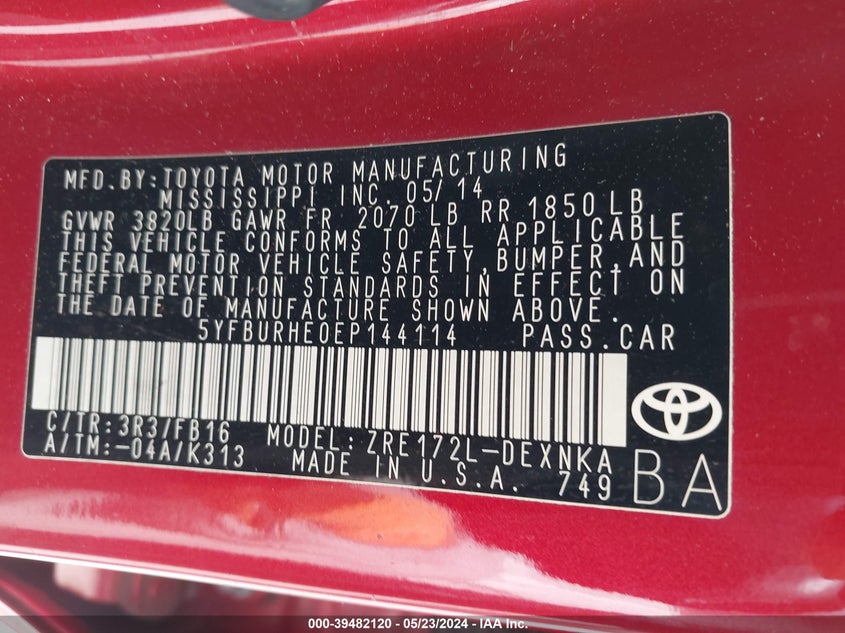 MFD.BY:TOYOTA MOTOR MANUFACTURING
MISSISSIPPI INC. 05/14
GVWR 3820LB GAWR FR 2070 LB RR 1850 LB
THIS VEHICLE CONFORMS TO ALL APPLICABLE
FEDERAL MOTOR VEHICLE SAFETY,BUMPER,AND
THEFT PREVENTION STANDARDS IN EFFECT ON
THE DATE OF MANUFACTURE SHOWN ABOVE.
5YFBURHE0EP144114 PASS.CAR
C/TR:3R3/FB16 MODEL:ZRE172L-DEXNKA
A/TM:-04A/K313 MADE IN U.S.A. 749
BA
000-39482120 - 05/23/2024 - IAA Inc.